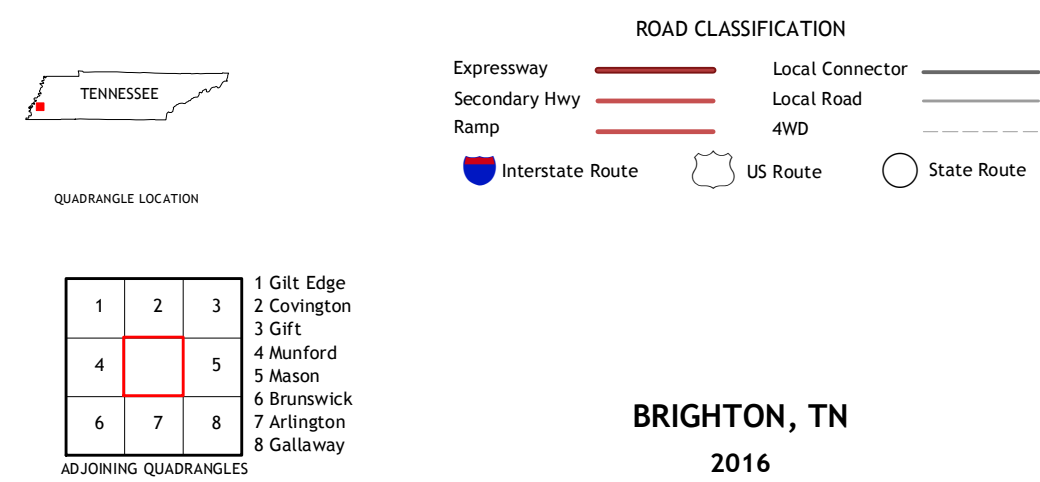 TENNESSEE
QUADRANGLE LOCATION
ROAD CLASSIFICATION
Expressway
Secondary Hwy
Ramp
Local Connector
Local Road
4WD
Interstate Route
US Route
State Route
1 2 3
4 5
6 7 8
ADJOINING QUADRANGLES
1 Gilt Edge
2 Covington
3 Gift
4 Munford
5 Mason
6 Brunswick
7 Arlington
8 Gallaway
BRIGHTON, TN
2016